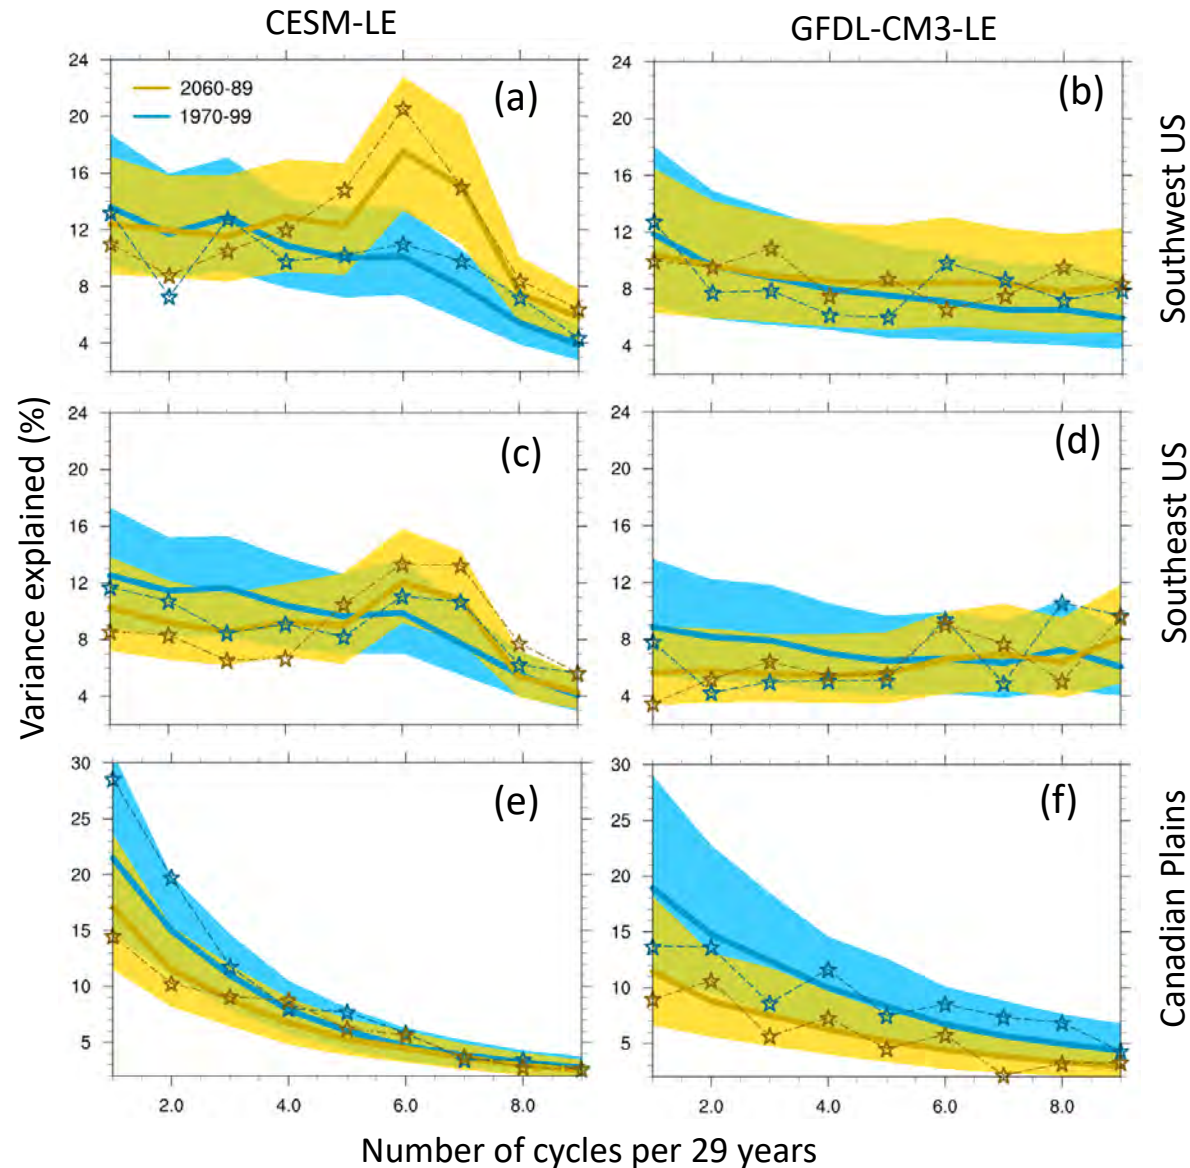 CESM-LE
GFDL-CM3-LE
24
20
16
12
8
4
2060-89
1970-99
(a)
24
20
16
12
8
4
(b)
Southwest US
24
20
16
12
8
4
(c)
24
20
16
12
8
4
(d)
Southeast US
Variance explained (%)
30
25
20
15
10
5
(e)
30
25
20
15
10
5
(f)
Canadian Plains
2.0 4.0 6.0 8.0
2.0 4.0 6.0 8.0
Number of cycles per 29 years